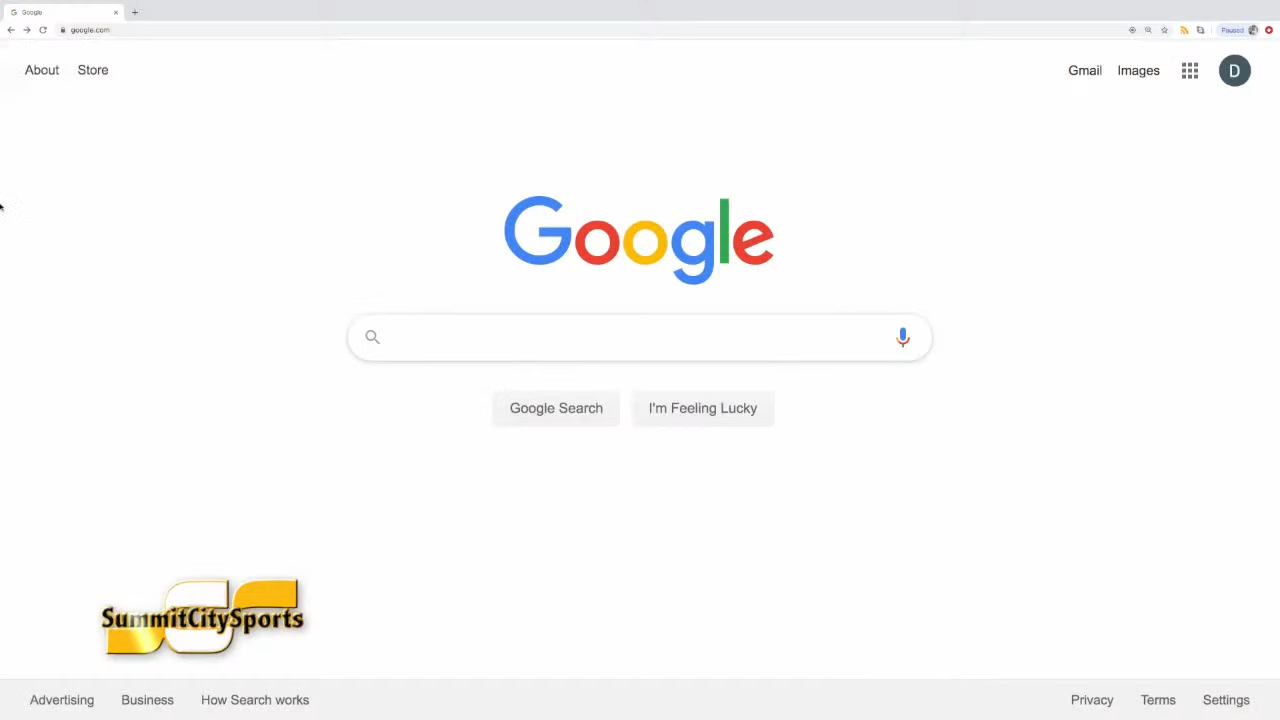 Google
google.com
Paused
About Store
Gmail Images
D
Google
Google Search I'm Feeling Lucky
SummitCitySports
Advertising Business How Search works
Privacy Terms Settings